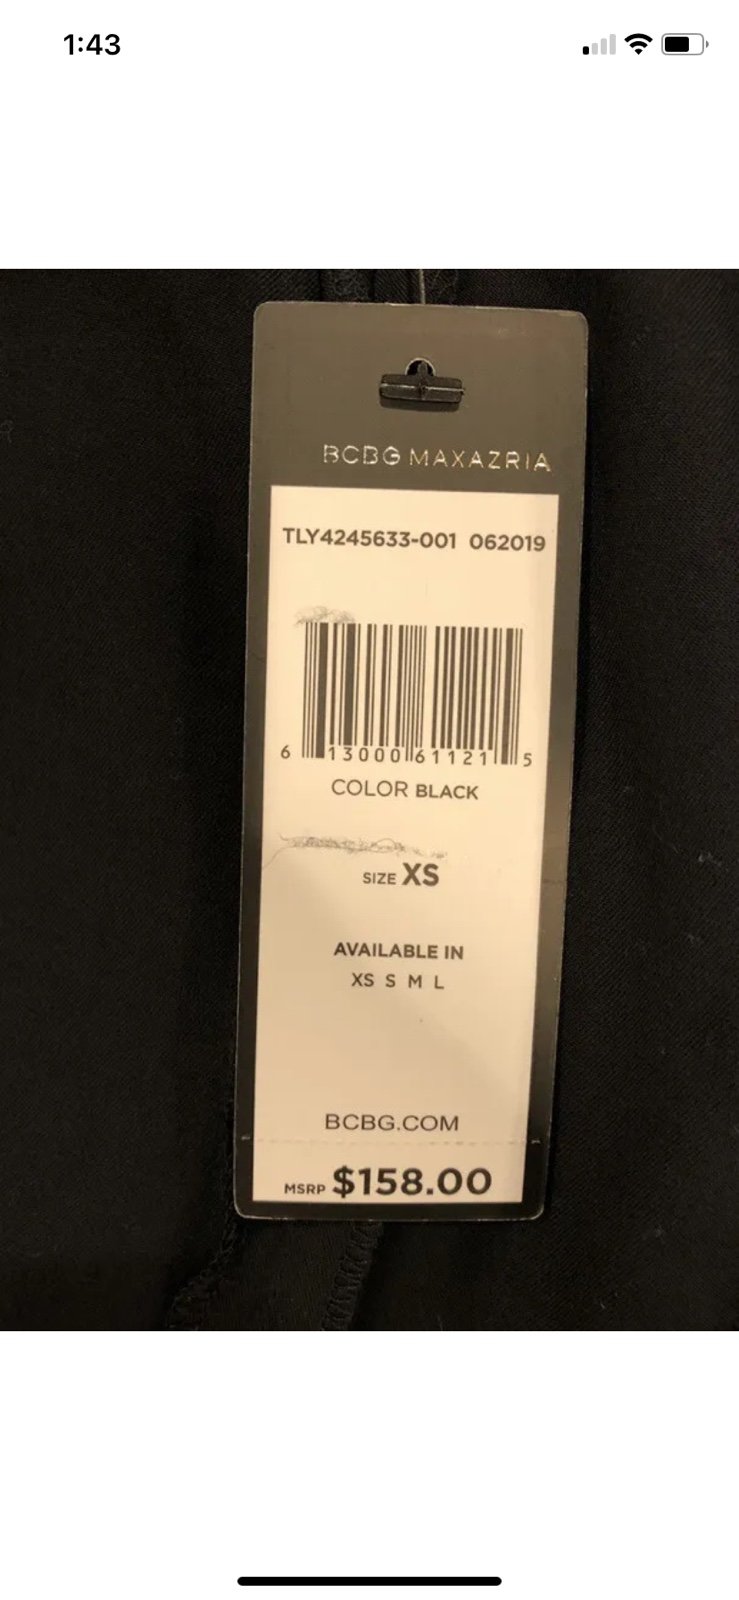 1:43
BCBG MAXAZRIA
TLY4245633-001 062019
6 13000 61121 5
COLOR BLACK
SIZE XS
AVAILABLE IN
XS S M L
BCBG.COM
MSRP $158.00